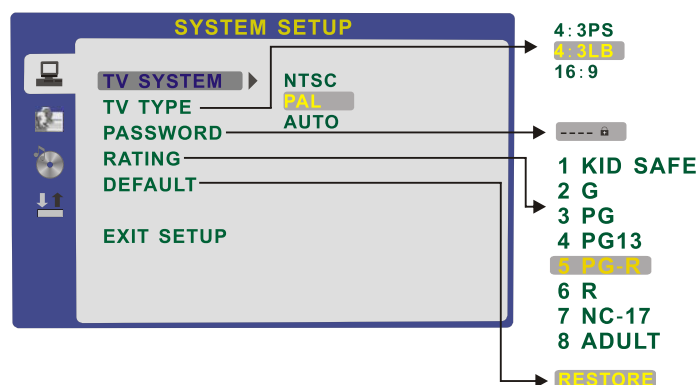 SYSTEM SETUP
TV SYSTEM
TV TYPE
PASSWORD
RATING
DEFAULT
EXIT SETUP
NTSC
PAL
AUTO
4:3PS
4:3LB
16:9
----
1 KID SAFE
2 G
3 PG
4 PG13
5 PG-R
6 R
7 NC-17
8 ADULT
RESTORE